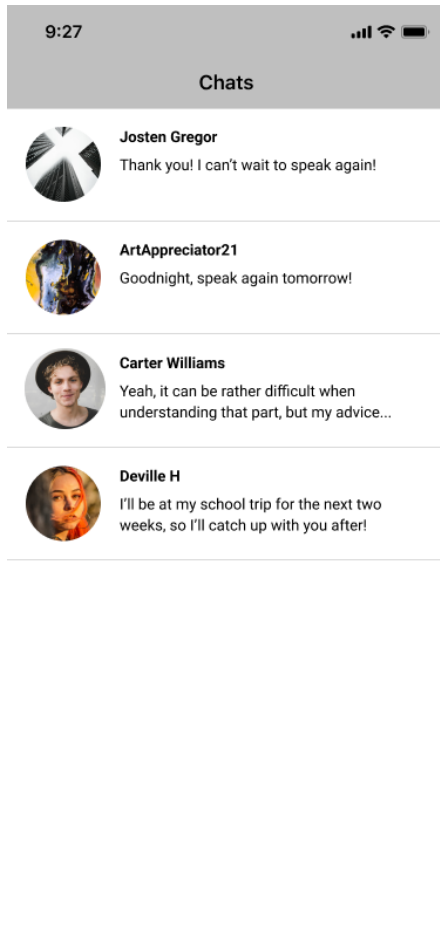 9:27
Chats
Josten Gregor
Thank you! I can’t wait to speak again!
ArtAppreciator21
Goodnight, speak again tomorrow!
Carter Williams
Yeah, it can be rather difficult when
understanding that part, but my advice...
Deville H
I’ll be at my school trip for the next two
weeks, so I’ll catch up with you after!